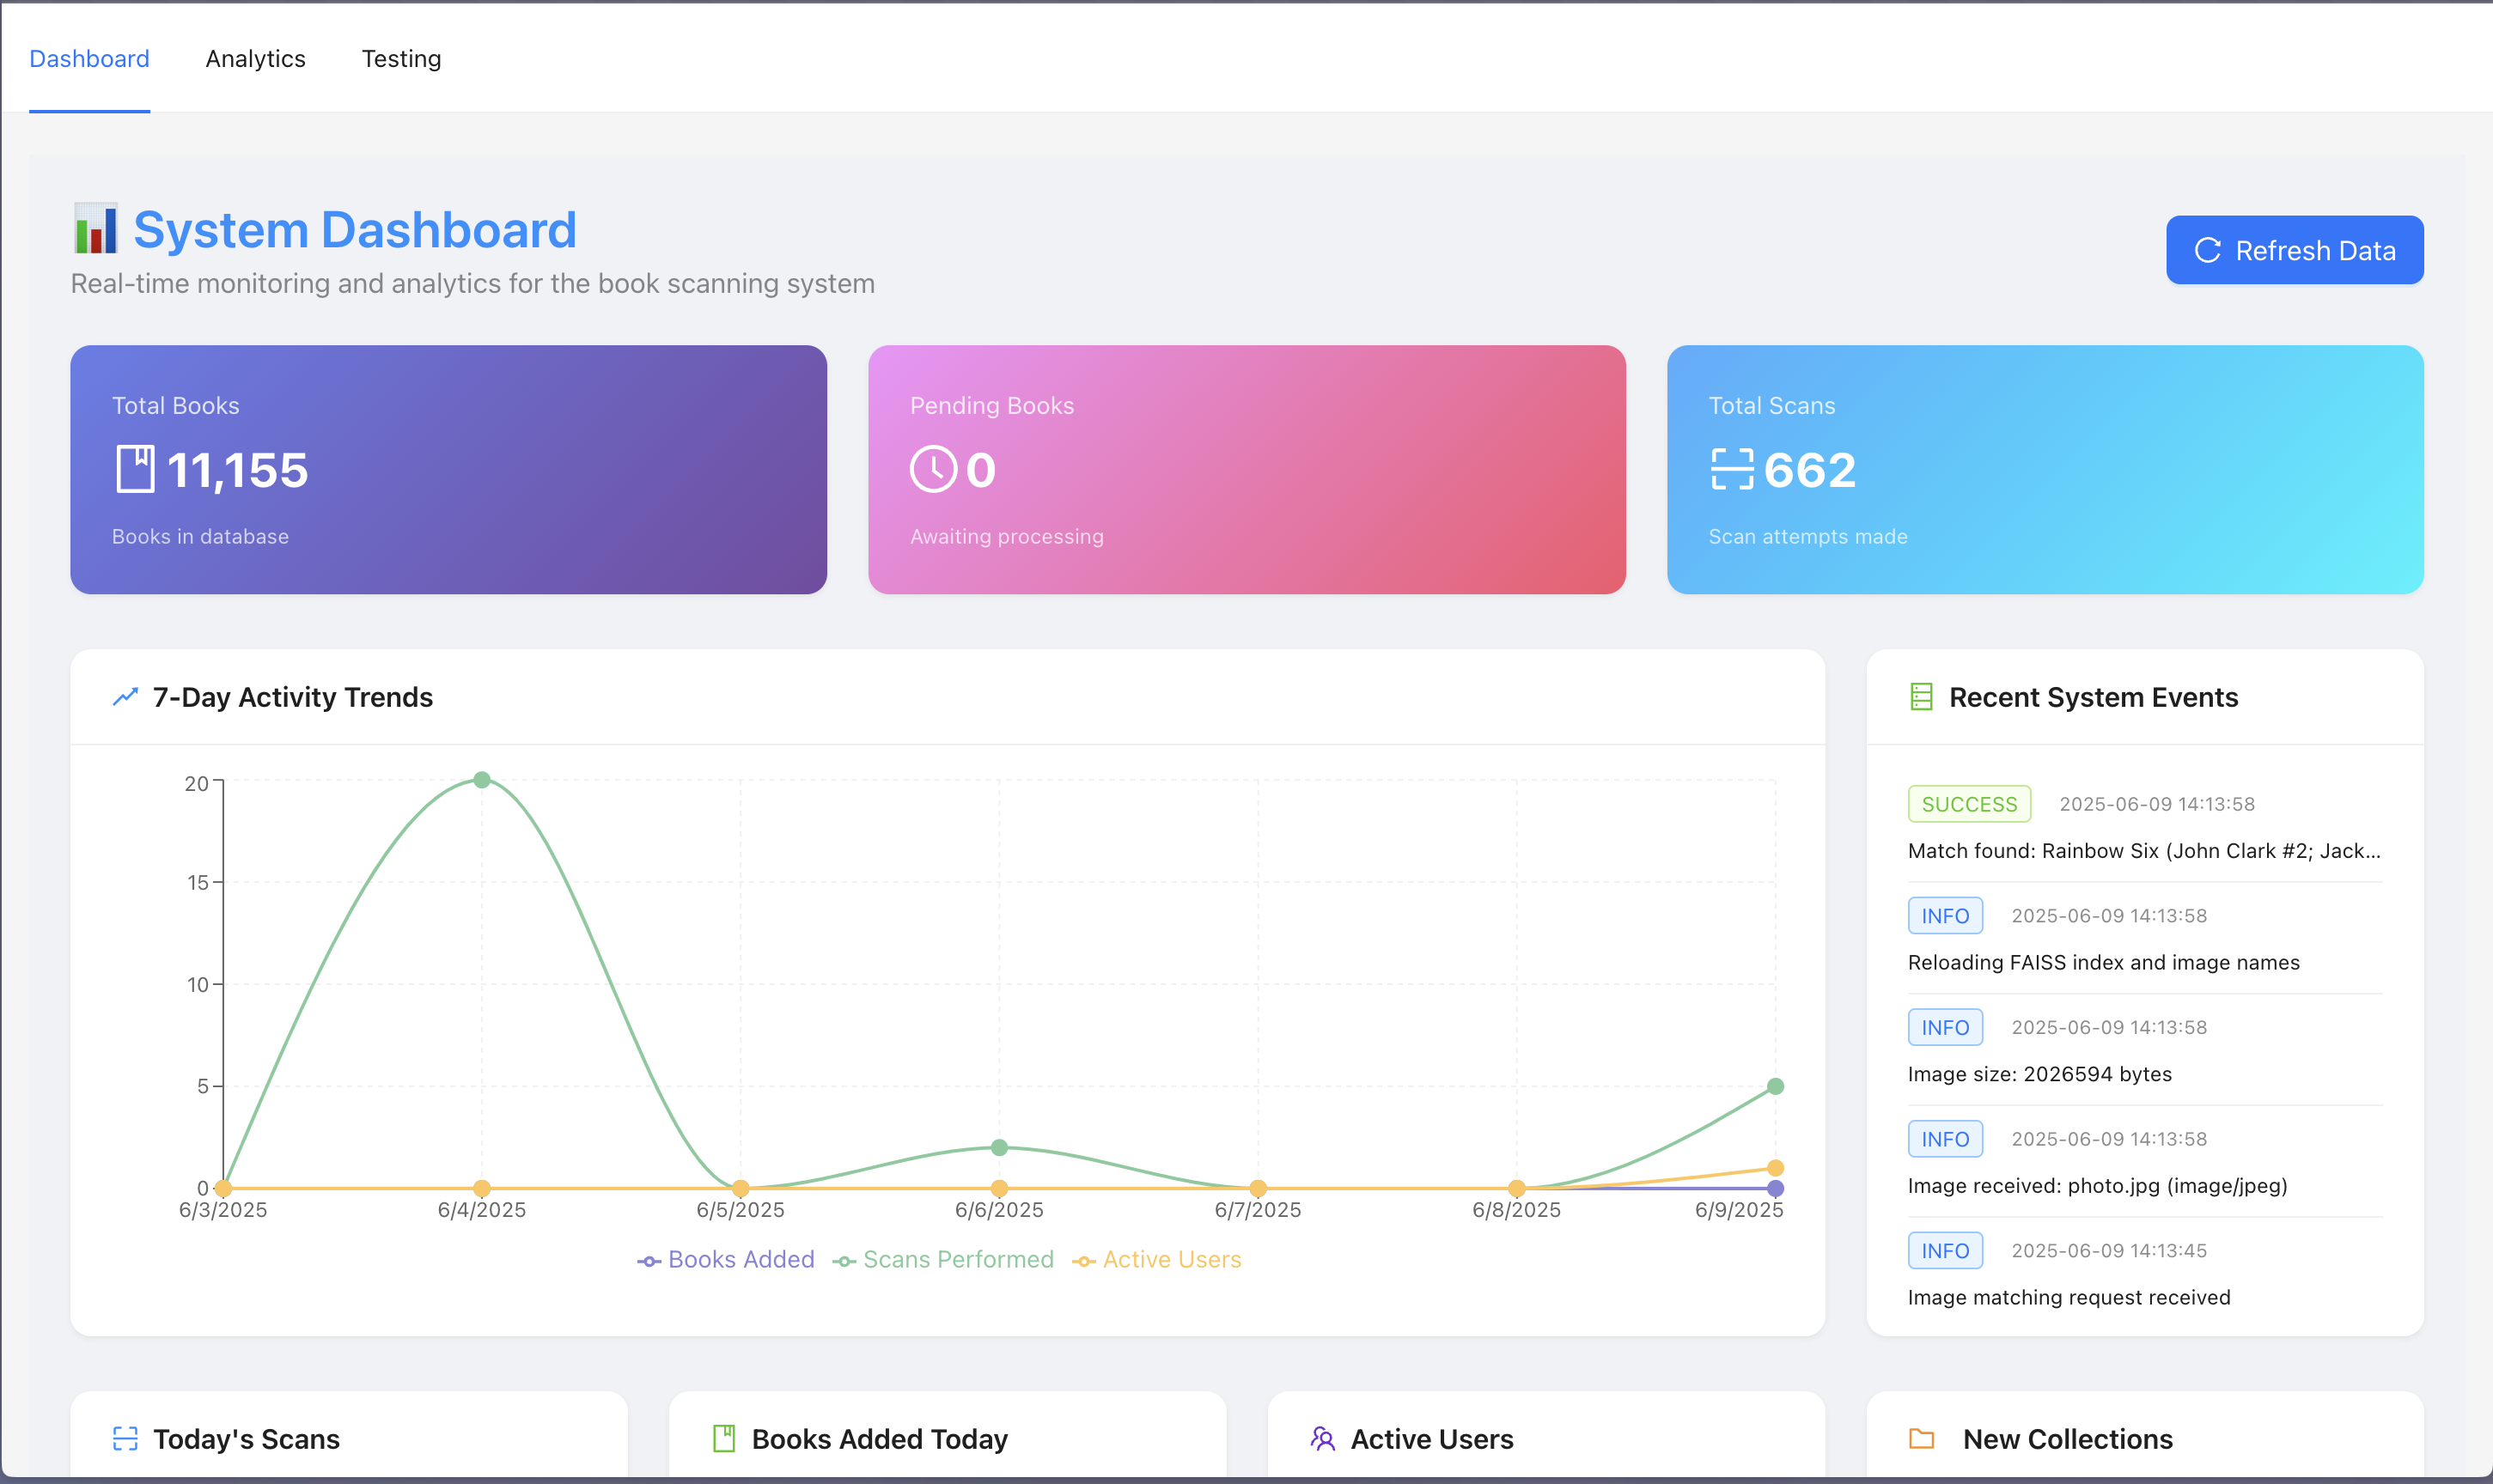 Dashboard Analytics Testing
System Dashboard
Real-time monitoring and analytics for the book scanning system
Refresh Data
Total Books
11,155
Books in database
Pending Books
0
Awaiting processing
Total Scans
662
Scan attempts made
7-Day Activity Trends
20
15
10
5
0
6/3/2025 6/4/2025 6/5/2025 6/6/2025 6/7/2025 6/8/2025 6/9/2025
Books Added Scans Performed Active Users
Recent System Events
SUCCESS 2025-06-09 14:13:58
Match found: Rainbow Six (John Clark #2; Jack...
INFO 2025-06-09 14:13:58
Reloading FAISS index and image names
INFO 2025-06-09 14:13:58
Image size: 2026594 bytes
INFO 2025-06-09 14:13:58
Image received: photo.jpg (image/jpeg)
INFO 2025-06-09 14:13:45
Image matching request received
Today's Scans
Books Added Today
Active Users
New Collections